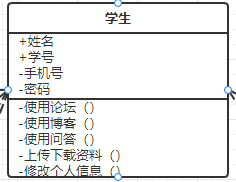 学生
+姓名
+学号
-手机号
-密码
-使用论坛（）
-使用博客（）
-使用问答（）
-上传下载资料（）
-修改个人信息（）